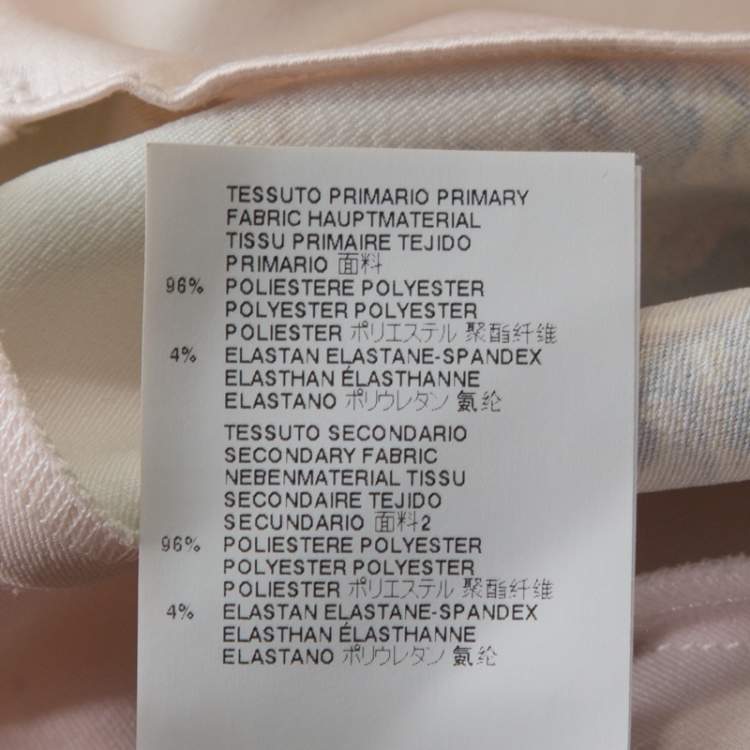 TESSUTO PRIMARIO PRIMARY
FABRIC HAUPTMATERIAL
TISSU PRIMAIRE TEJIDO
PRIMARIO 面料
96% POLIESTERE POLYESTER
POLYESTER POLYESTER
POLIESTER ポリエステル 聚酯纤维
4% ELASTAN ELASTANE-SPANDEX
ELASTHAN ÉLASTHANNE
ELASTANO ポリウレタン 氨纶
TESSUTO SECONDARIO
SECONDARY FABRIC
NEBENMATERIAL TISSU
SECONDAIRE TEJIDO
SECUNDARIO 面料2
96% POLIESTERE POLYESTER
POLYESTER POLYESTER
POLIESTER ポリエステル 聚酯纤维
4% ELASTAN ELASTANE-SPANDEX
ELASTHAN ÉLASTHANNE
ELASTANO ポリウレタン 氨纶